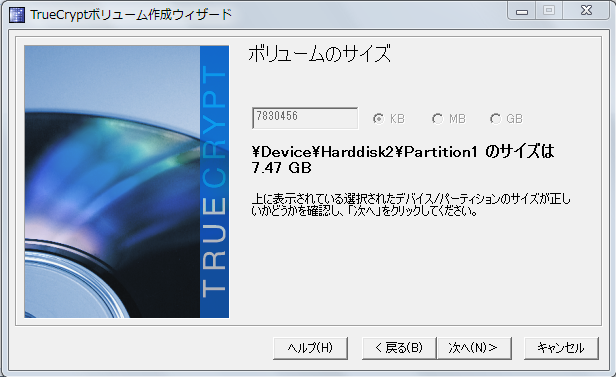 TrueCryptボリューム作成ウィザード
ボリュームのサイズ
7830456 KB MB GB
¥Device¥Harddisk2¥Partition1 のサイズは
7.47 GB
上に表示されている選択されたデバイス/パーティションのサイズが正し
いかどうかを確認し、「次へ」をクリックしてください。
TRUECRYPT
ヘルプ(H) < 戻る(B) 次へ(N) > キャンセル